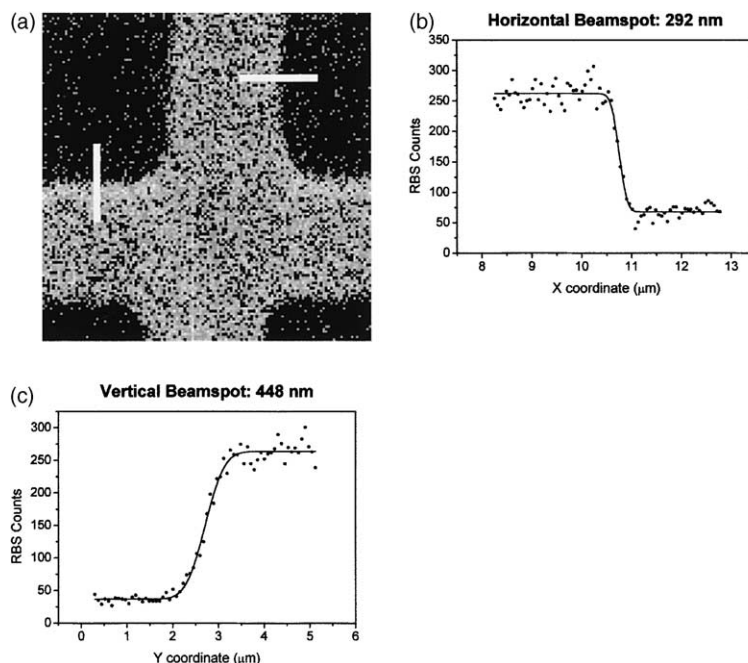 (a)
(b)
Horizontal Beamspot: 292 nm
350
300
250
200
150
100
50
0
RBS Counts
8 9 10 11 12 13
X coordinate (μm)
(c)
Vertical Beamspot: 448 nm
300
250
200
150
100
50
0
RBS Counts
0 1 2 3 4 5 6
Y coordinate (μm)